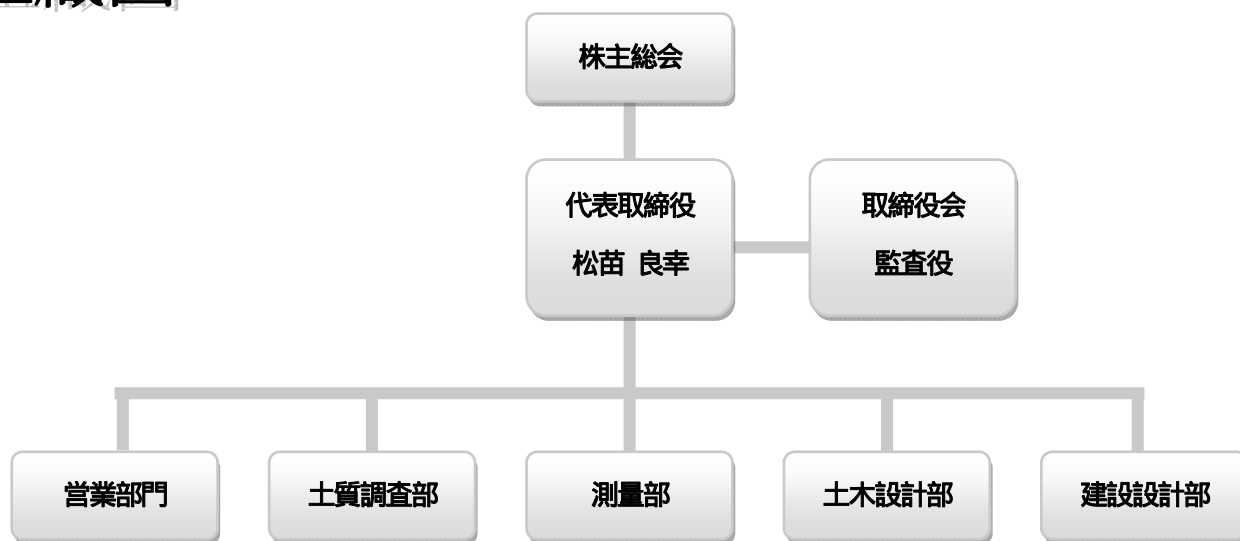 株主総会
代表取締役
松苗 良幸
取締役会
監査役
営業部門
土質調査部
測量部
土木設計部
建設設計部